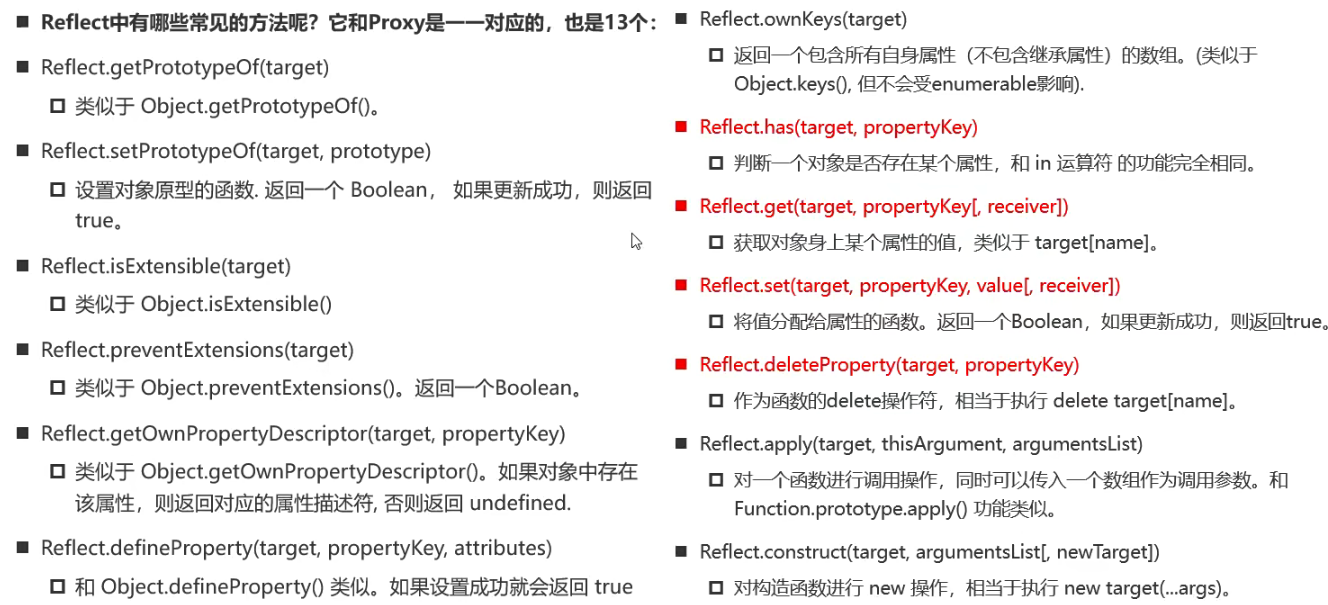 Reflect中有哪些常见的方法呢？它和Proxy是一一对应的，也是13个：
Reflect.getPrototypeOf(target)
类似于 Object.getPrototypeOf()。
Reflect.setPrototypeOf(target, prototype)
设置对象原型的函数. 返回一个 Boolean， 如果更新成功，则返回
true。
Reflect.isExtensible(target)
类似于 Object.isExtensible()
Reflect.preventExtensions(target)
类似于 Object.preventExtensions()。返回一个Boolean。
Reflect.getOwnPropertyDescriptor(target, propertyKey)
类似于 Object.getOwnPropertyDescriptor()。如果对象中存在
该属性，则返回对应的属性描述符, 否则返回 undefined.
Reflect.defineProperty(target, propertyKey, attributes)
和 Object.defineProperty() 类似。如果设置成功就会返回 true
Reflect.ownKeys(target)
返回一个包含所有自身属性（不包含继承属性）的数组。(类似于
Object.keys(), 但不会受enumerable影响).
Reflect.has(target, propertyKey)
判断一个对象是否存在某个属性，和 in 运算符 的功能完全相同。
Reflect.get(target, propertyKey[, receiver])
获取对象身上某个属性的值，类似于 target[name]。
Reflect.set(target, propertyKey, value[, receiver])
将值分配给属性的函数。返回一个Boolean，如果更新成功，则返回true。
Reflect.deleteProperty(target, propertyKey)
作为函数的delete操作符，相当于执行 delete target[name]。
Reflect.apply(target, thisArgument, argumentsList)
对一个函数进行调用操作，同时可以传入一个数组作为调用参数。和
Function.prototype.apply() 功能类似。
Reflect.construct(target, argumentsList[, newTarget])
对构造函数进行 new 操作，相当于执行 new target(...args)。